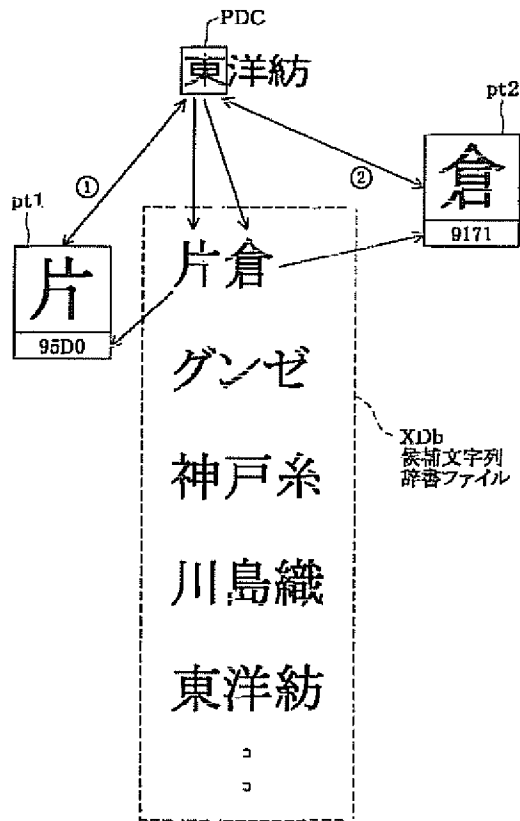 PDC
東洋紡
pt2
①
②
倉
9171
pt1
片
95D0
片倉
グンゼ
XDb
候補文字列
辞書ファイル
神戸糸
川島織
東洋紡